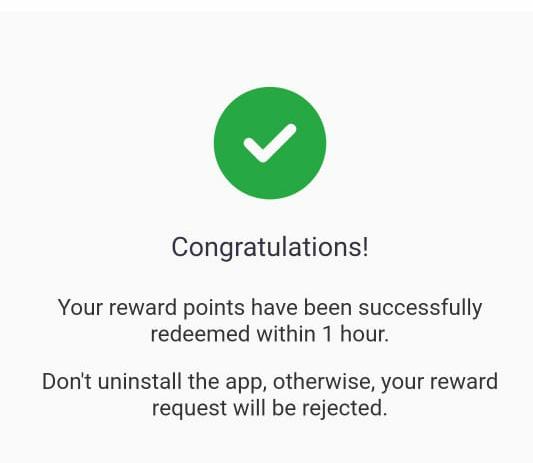 Congratulations!
Your reward points have been successfully
redeemed within 1 hour.
Don't uninstall the app, otherwise, your reward
request will be rejected.